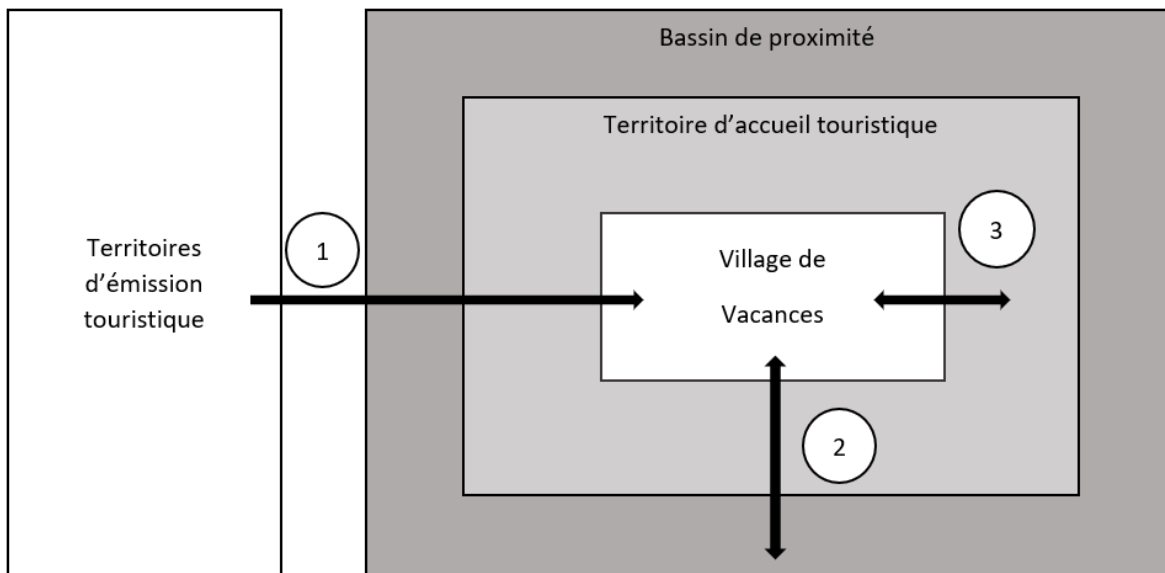 Bassin de proximité
Territoire d’accueil touristique
Territoires
d’émission
touristique
1
Village de
Vacances
3
2